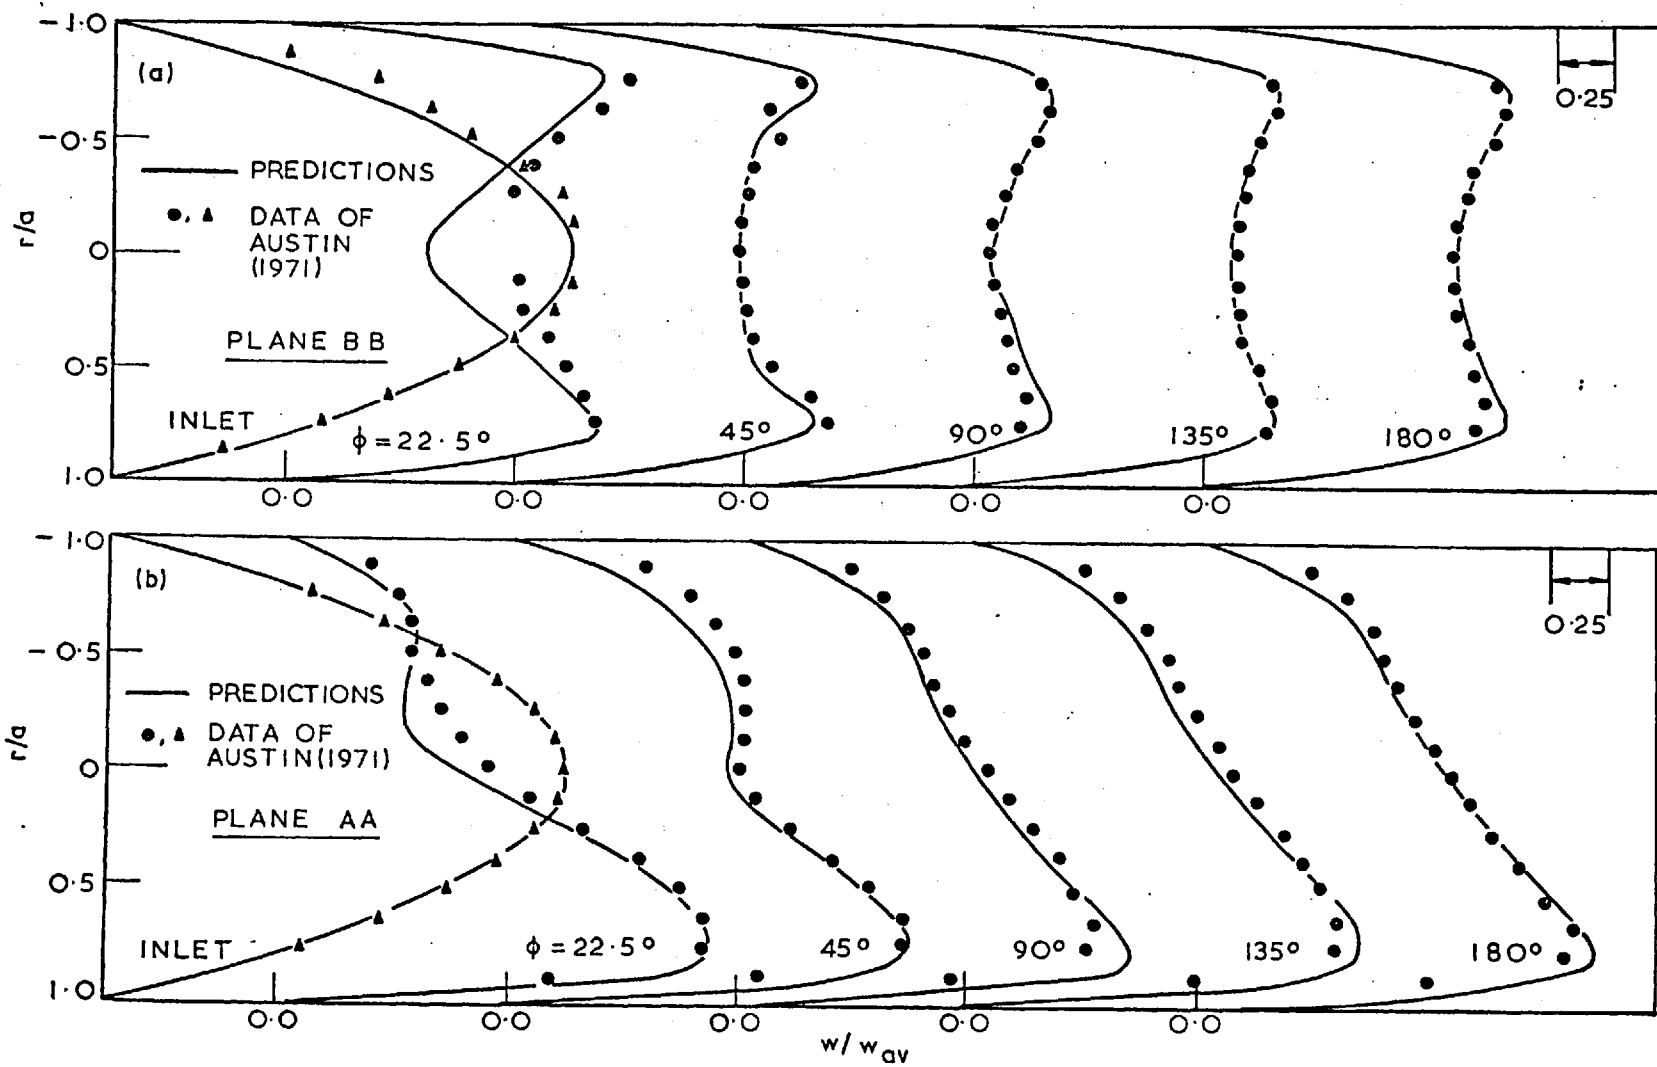 -1.0
(a)
0.25
-0.5
PREDICTIONS
r/a
●, ▲ DATA OF
AUSTIN
(1971)
0
PLANE BB
0.5
INLET
ϕ = 22.5° 45° 90° 135° 180°
1.0
0.0 0.0 0.0 0.0 0.0
-1.0
(b)
0.25
-0.5
PREDICTIONS
r/a
●, ▲ DATA OF
AUSTIN(1971)
0
PLANE AA
0.5
INLET
ϕ = 22.5° 45° 90° 135° 180°
1.0
0.0 0.0 0.0 0.0 0.0
w/wav